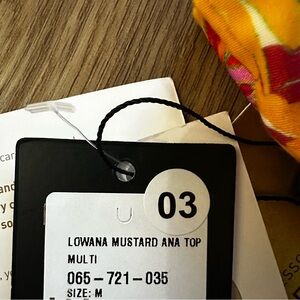 03
LOWANA MUSTARD ANA TOP
MULTI
065-721-035
SIZE: M